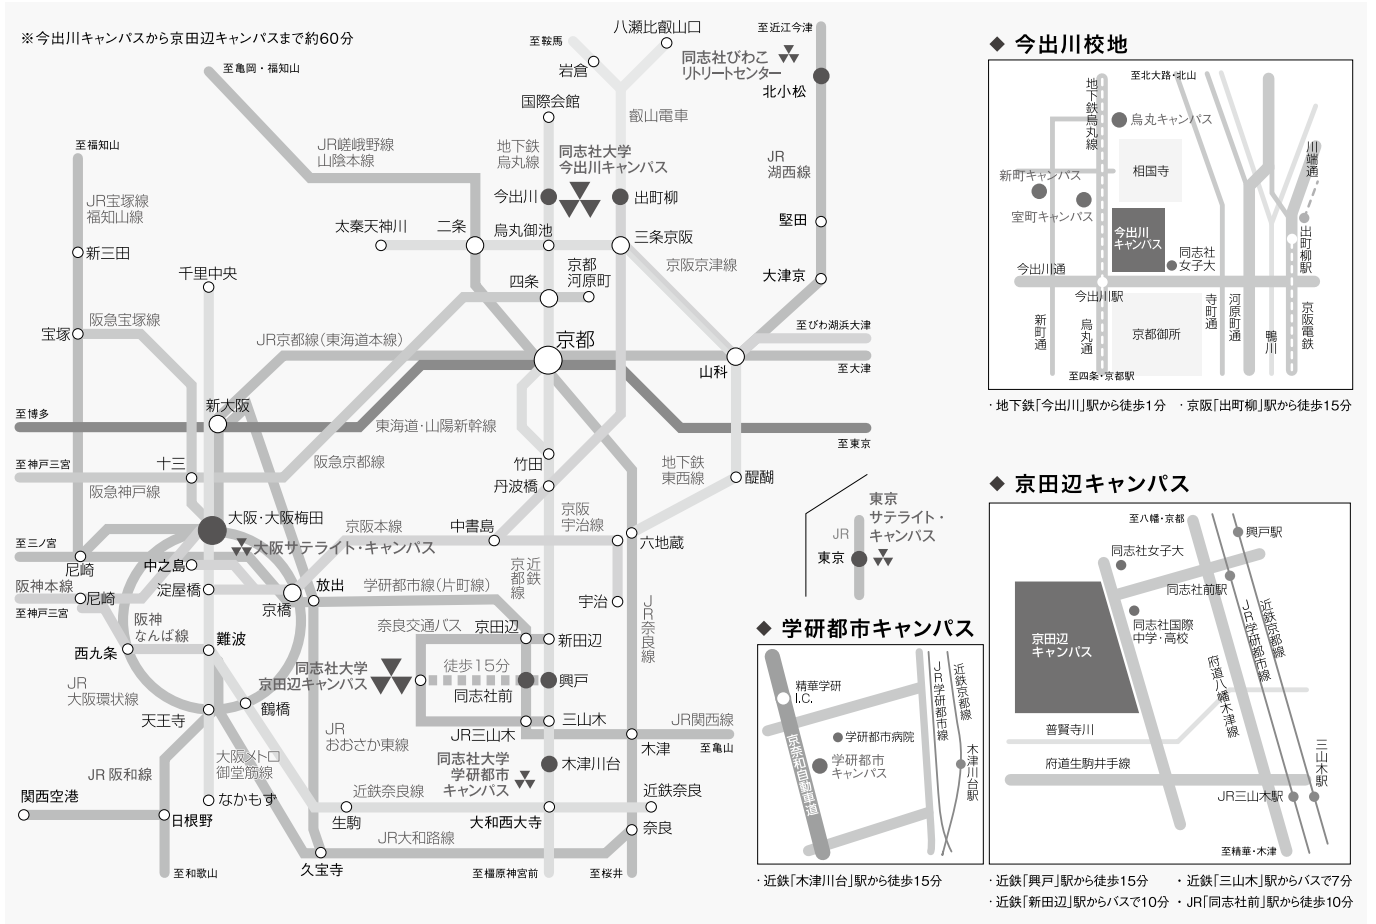 ※今出川キャンパスから京田辺キャンパスまで約60分
至亀岡・福知山
至鞍馬
八瀬比叡山口
岩倉
同志社びわこ
リトリートセンター
至近江今津
北小松
国際会館
叡山電車
JR嵯峨野線
山陰本線
地下鉄
烏丸線
同志社大学
今出川キャンパス
JR
湖西線
至福知山
JR宝塚線
福知山線
今出川
出町柳
堅田
太秦天神川
二条
烏丸御池
三条京阪
新三田
京阪京津線
千里中央
四条
京都
河原町
大津京
宝塚
阪急宝塚線
JR京都線(東海道本線)
京都
至びわ湖浜大津
山科
至大津
新大阪
至博多
東海道・山陽新幹線
至東京
至神戸三宮
十三
阪急京都線
竹田
地下鉄
東西線
醍醐
阪急神戸線
丹波橋
大阪・大阪梅田
京阪本線
中書島
京阪
宇治線
六地蔵
至三ノ宮
大阪サテライト・キャンパス
尼崎
中之島
近鉄
京都線
阪神本線
尼崎
淀屋橋
京橋
放出
学研都市線(片町線)
宇治
至神戸三宮
阪神
なんば線
難波
奈良交通バス
京田辺
新田辺
JR奈良線
西九条
同志社大学
京田辺キャンパス
徒歩15分
同志社前
興戸
JR
大阪環状線
天王寺
鶴橋
JR
おおさか東線
JR三山木
三山木
JR関西線
至亀山
木津
JR阪和線
大阪メトロ
御堂筋線
同志社大学
学研都市
キャンパス
木津川台
関西空港
なかもず
近鉄奈良線
近鉄奈良
日根野
生駒
大和西大寺
奈良
JR大和路線
至和歌山
久宝寺
至橿原神宮前
至桜井
東京
サテライト・
キャンパス
JR
東京
◆ 今出川校地
至北大路・北山
地下鉄烏丸線
烏丸キャンパス
川端通
新町キャンパス
相国寺
室町キャンパス
今出川
キャンパス
同志社
女子大
出町柳駅
今出川通
今出川駅
新町通
烏丸通
京都御所
寺町通
河原町通
鴨川
京阪電鉄
至四条・京都駅
・地下鉄「今出川」駅から徒歩1分
・京阪「出町柳」駅から徒歩15分
◆ 学研都市キャンパス
精華学研
I.C.
JR学研都市線
近鉄京都線
京奈和自動車道
学研都市病院
学研都市
キャンパス
木津川台駅
・近鉄「木津川台」駅から徒歩15分
◆ 京田辺キャンパス
至八幡・京都
興戸駅
同志社女子大
同志社前駅
同志社国際
中学・高校
京田辺
キャンパス
JR学研都市線
近鉄京都線
府道八幡木津線
普賢寺川
府道生駒井手線
三山木駅
JR三山木駅
至精華・木津
・近鉄「興戸」駅から徒歩15分
・近鉄「三山木」駅からバスで7分
・近鉄「新田辺」駅からバスで10分
・JR「同志社前」駅から徒歩10分